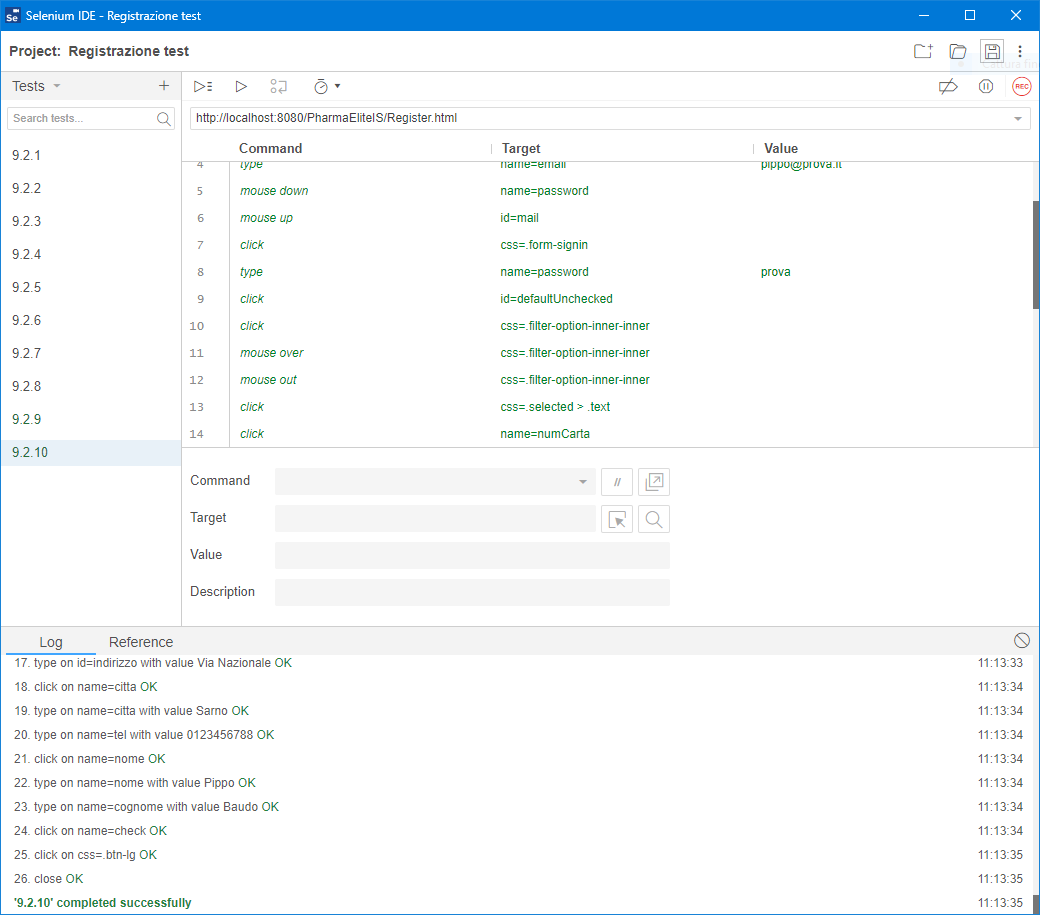 Se Selenium IDE - Registrazione test
Project: Registrazione test
Tests
REC
Search tests...
http://localhost:8080/PharmaEliteIS/Register.html
Command Target Value
4 type name=email pippo@prova.it
5 mouse down name=password
6 mouse up id=mail
7 click css=.form-signin
8 type name=password prova
9 click id=defaultUnchecked
10 click css=.filter-option-inner-inner
11 mouse over css=.filter-option-inner-inner
12 mouse out css=.filter-option-inner-inner
13 click css=.selected > .text
14 click name=numCarta
9.2.1
9.2.2
9.2.3
9.2.4
9.2.5
9.2.6
9.2.7
9.2.8
9.2.9
9.2.10
Command //
Target
Value
Description
Log Reference
17. type on id=indirizzo with value Via Nazionale OK 11:13:33
18. click on name=citta OK 11:13:34
19. type on name=citta with value Sarno OK 11:13:34
20. type on name=tel with value 0123456788 OK 11:13:34
21. click on name=nome OK 11:13:34
22. type on name=nome with value Pippo OK 11:13:34
23. type on name=cognome with value Baudo OK 11:13:34
24. click on name=check OK 11:13:34
25. click on css=.btn-lg OK 11:13:35
26. close OK 11:13:35
'9.2.10' completed successfully 11:13:35